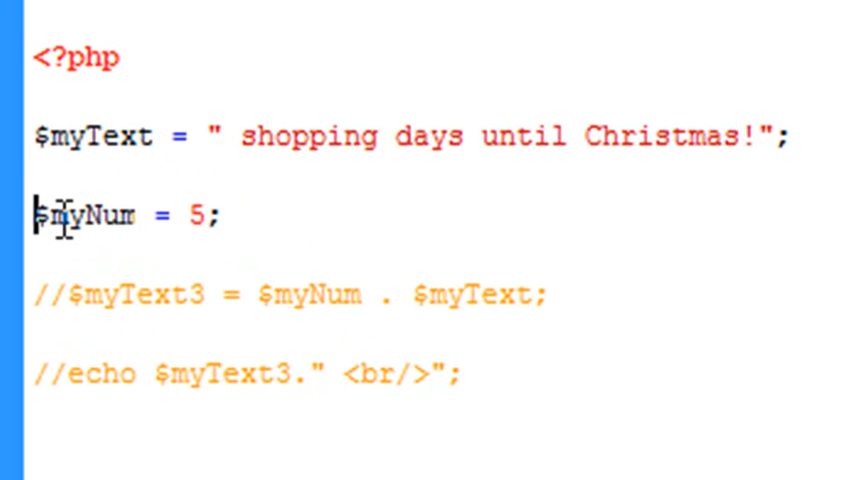 <?php
$myText = " shopping days until Christmas!";
$myNum = 5;
//$myText3 = $myNum . $myText;
//echo $myText3." <br/>";